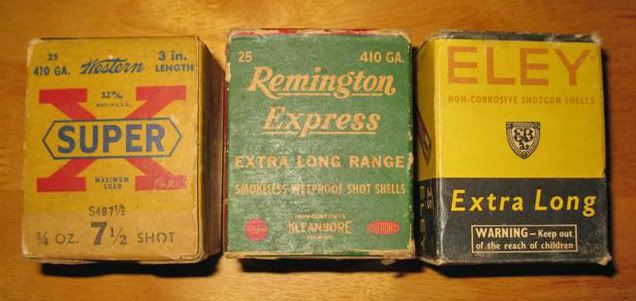 25
410 GA.
Western
3 in.
LENGTH
X
SUPER
MAXIMUM
LOAD
S487½
¾ OZ. 7½ SHOT
25 410 GA.
Remington
Express
EXTRA LONG RANGE
SMOKELESS WETPROOF SHOT SHELLS
KLEANBORE
DUPONT
ELEY
NON-CORROSIVE SHOTGUN SHELLS
Extra Long
WARNING – Keep out
of the reach of children